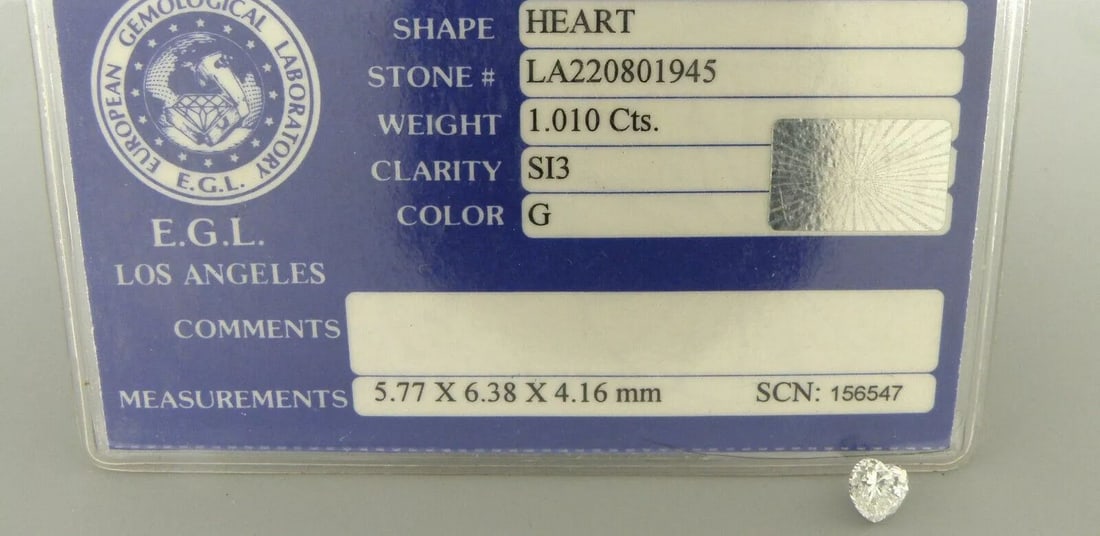 EUROPEAN GEMOLOGICAL LABORATORY
E.G.L.
SHAPE HEART
STONE # LA220801945
WEIGHT 1.010 Cts.
CLARITY SI3
COLOR G
E.G.L.
LOS ANGELES
COMMENTS
MEASUREMENTS 5.77 X 6.38 X 4.16 mm SCN: 156547